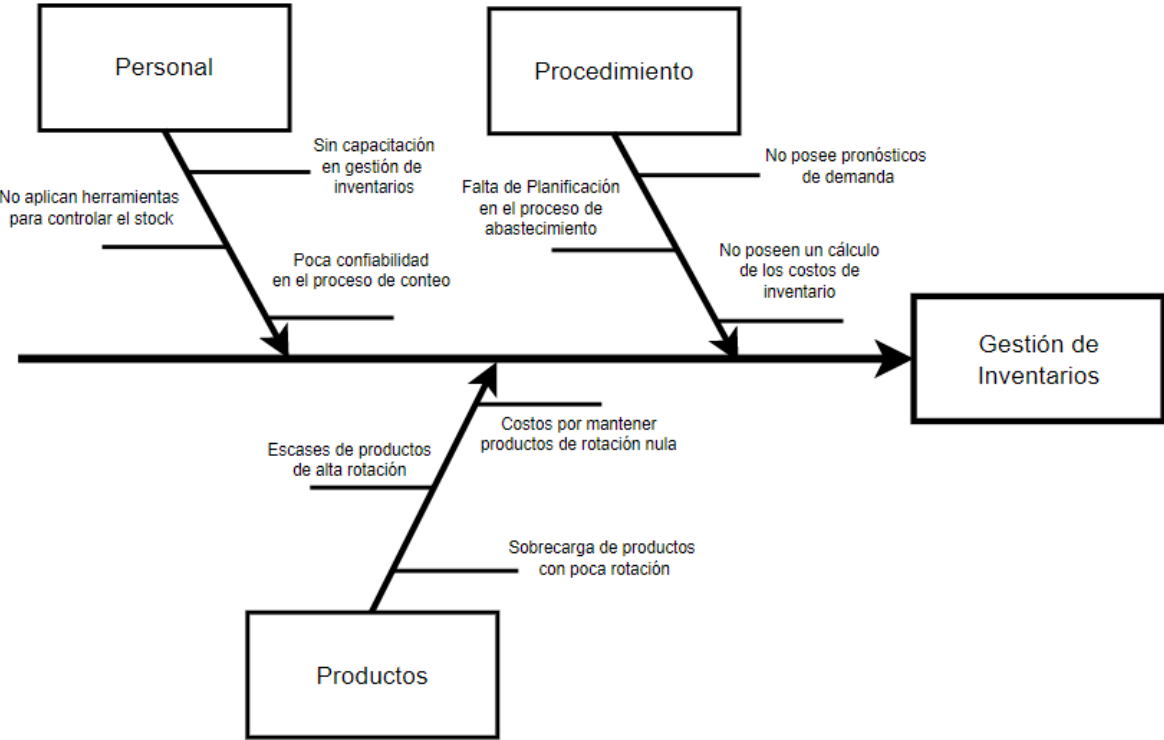 Personal
Procedimiento
Sin capacitación
en gestión de
inventarios
No aplican herramientas
para controlar el stock
Poca confiabilidad
en el proceso de conteo
No posee pronósticos
de demanda
Falta de Planificación
en el proceso de
abastecimiento
No poseen un cálculo
de los costos de
inventario
Gestión de
Inventarios
Costos por mantener
productos de rotación nula
Escases de productos
de alta rotación
Sobrecarga de productos
con poca rotación
Productos